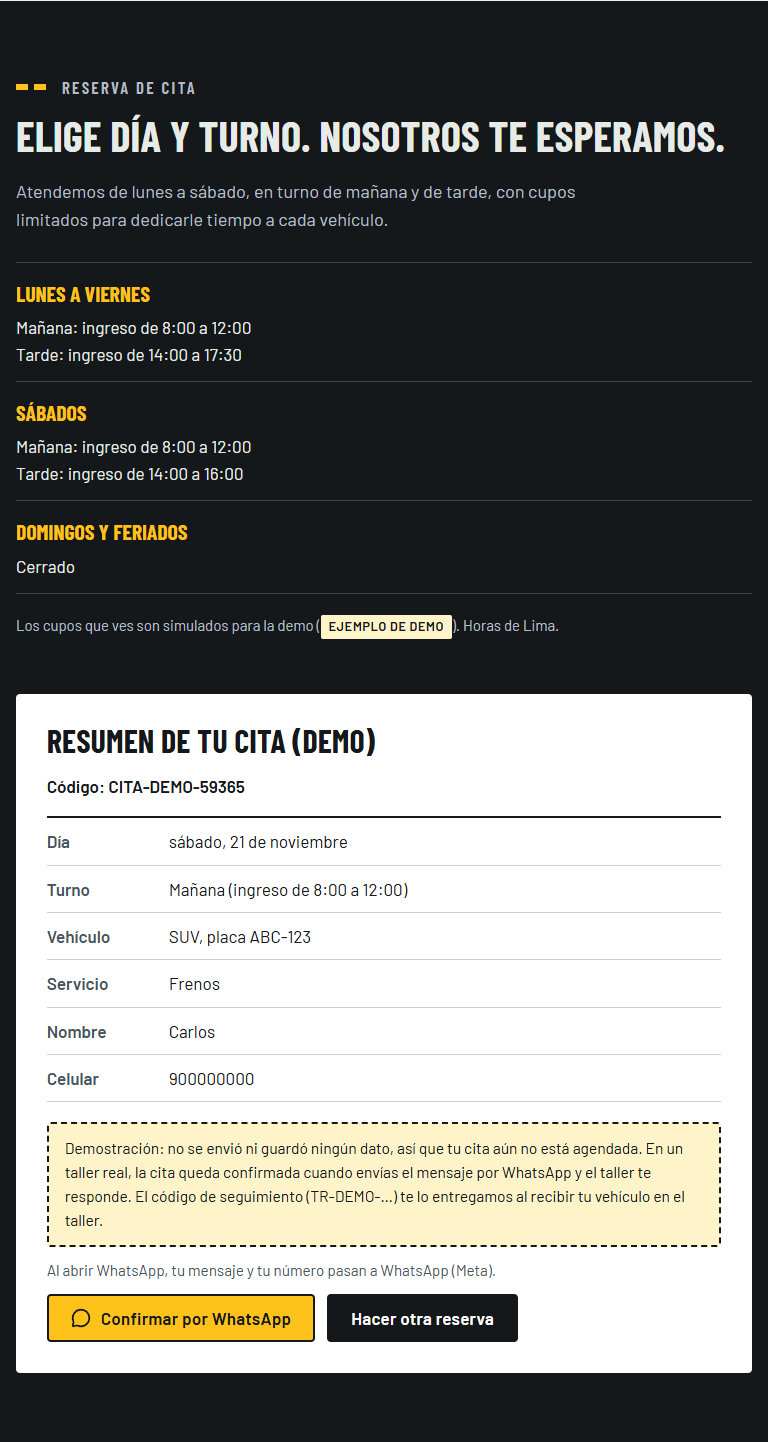 RESERVA DE CITA
ELIGE DÍA Y TURNO. NOSOTROS TE ESPERAMOS.
Atendemos de lunes a sábado, en turno de mañana y de tarde, con cupos
limitados para dedicarle tiempo a cada vehículo.
LUNES A VIERNES
Mañana: ingreso de 8:00 a 12:00
Tarde: ingreso de 14:00 a 17:30
SÁBADOS
Mañana: ingreso de 8:00 a 12:00
Tarde: ingreso de 14:00 a 16:00
DOMINGOS Y FERIADOS
Cerrado
Los cupos que ves son simulados para la demo (EJEMPLO DE DEMO). Horas de Lima.
RESUMEN DE TU CITA (DEMO)
Código: CITA-DEMO-59365
Día sábado, 21 de noviembre
Turno Mañana (ingreso de 8:00 a 12:00)
Vehículo SUV, placa ABC-123
Servicio Frenos
Nombre Carlos
Celular 900000000
Demostración: no se envió ni guardó ningún dato, así que tu cita aún no está agendada. En un
taller real, la cita queda confirmada cuando envías el mensaje por WhatsApp y el taller te
responde. El código de seguimiento (TR-DEMO-...) te lo entregamos al recibir tu vehículo en el
taller.
Al abrir WhatsApp, tu mensaje y tu número pasan a WhatsApp (Meta).
Confirmar por WhatsApp Hacer otra reserva